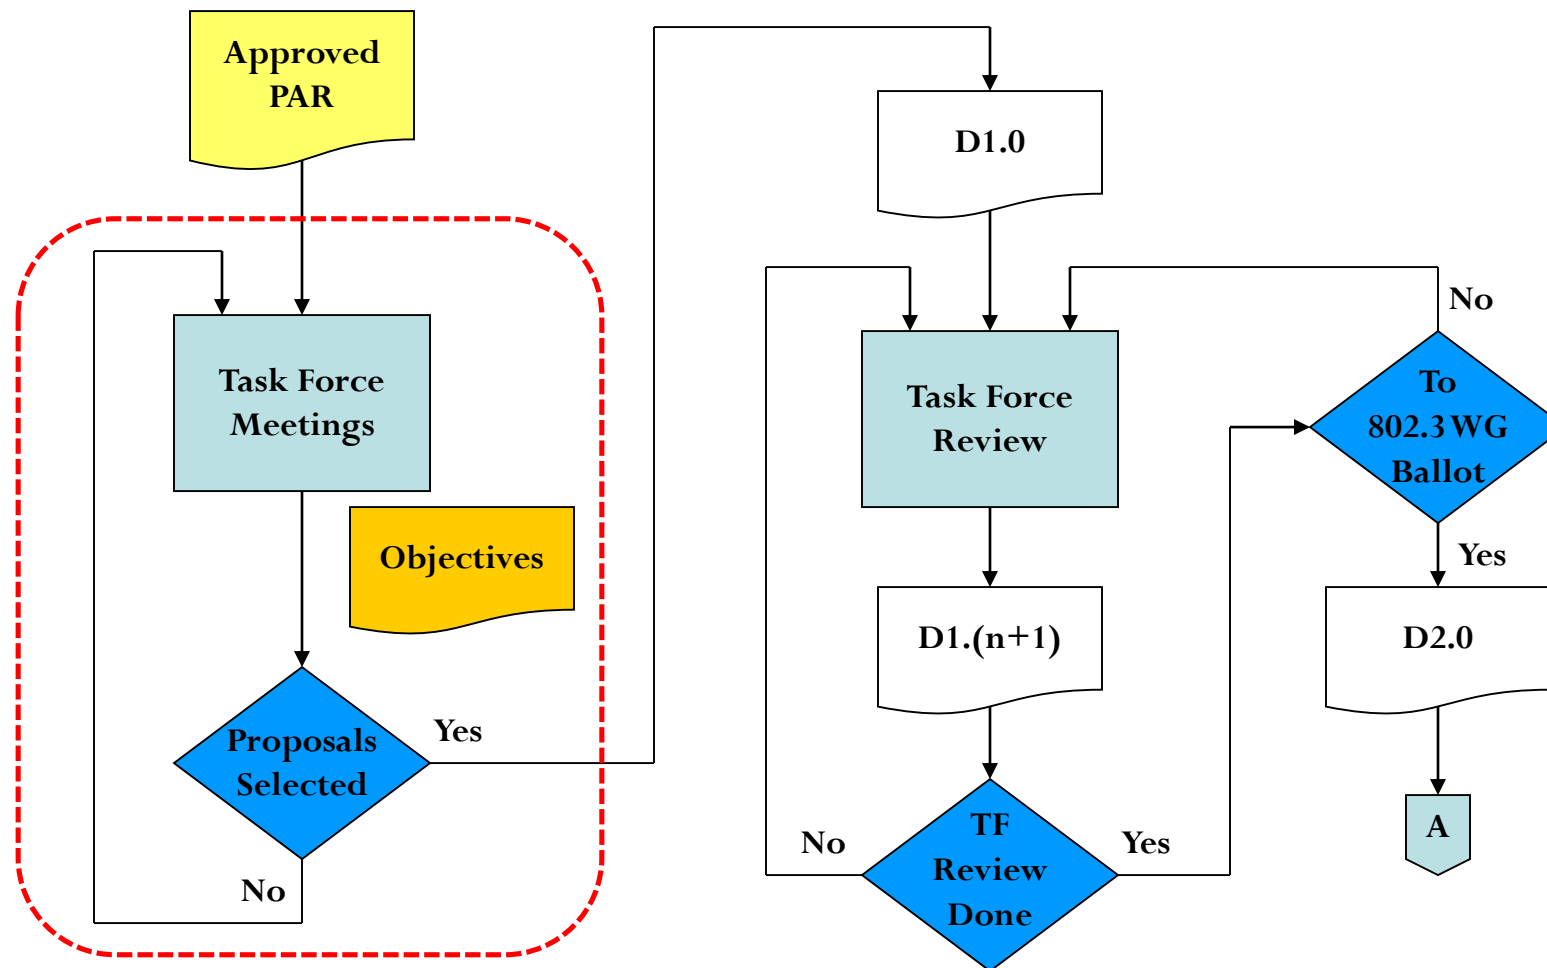 Approved
PAR
Task Force
Meetings
Objectives
Proposals
Selected
Yes
No
D1.0
Task Force
Review
D1.(n+1)
TF
Review
Done
No
Yes
To
802.3 WG
Ballot
No
Yes
D2.0
A